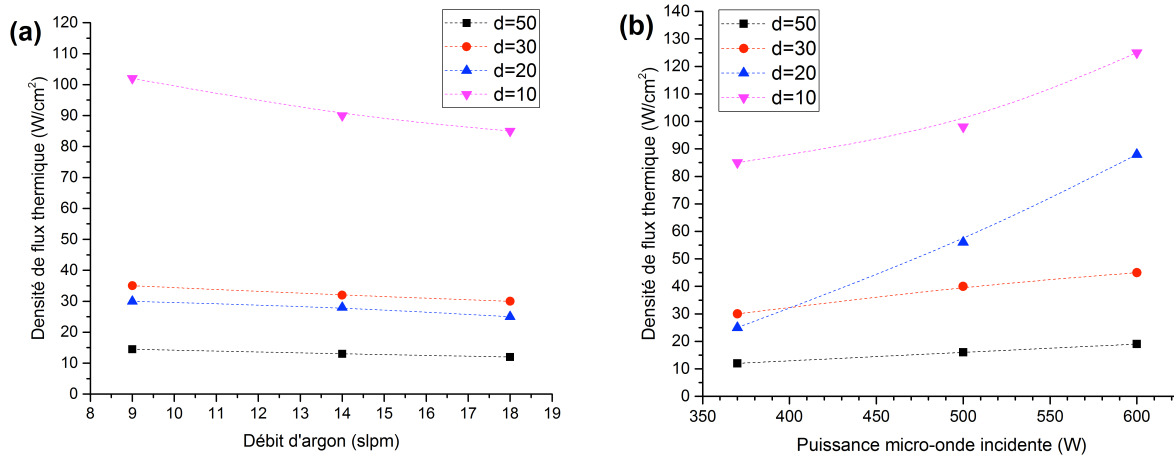 (a)
120
110
100
90
80
70
60
50
40
30
20
10
0
Densité de flux thermique (W/cm²)
d=50
d=30
d=20
d=10
8 9 10 11 12 13 14 15 16 17 18 19
Débit d'argon (slpm)
(b)
140
130
120
110
100
90
80
70
60
50
40
30
20
10
0
Densité de flux thermique (W/cm²)
d=50
d=30
d=20
d=10
350 400 450 500 550 600
Puissance micro-onde incidente (W)